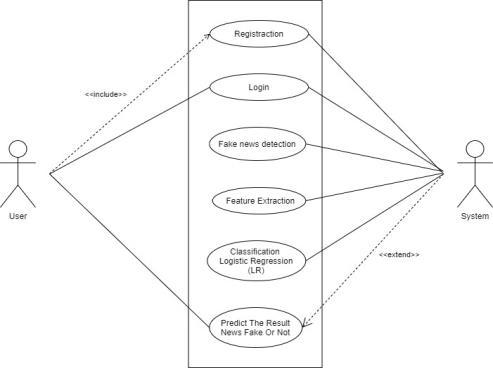 Registraction
Login
<<include>>
Fake news detection
User
System
Feature Extraction
Classification
Logistic Regression
(LR)
<<extend>>
Predict The Result
News Fake Or Not